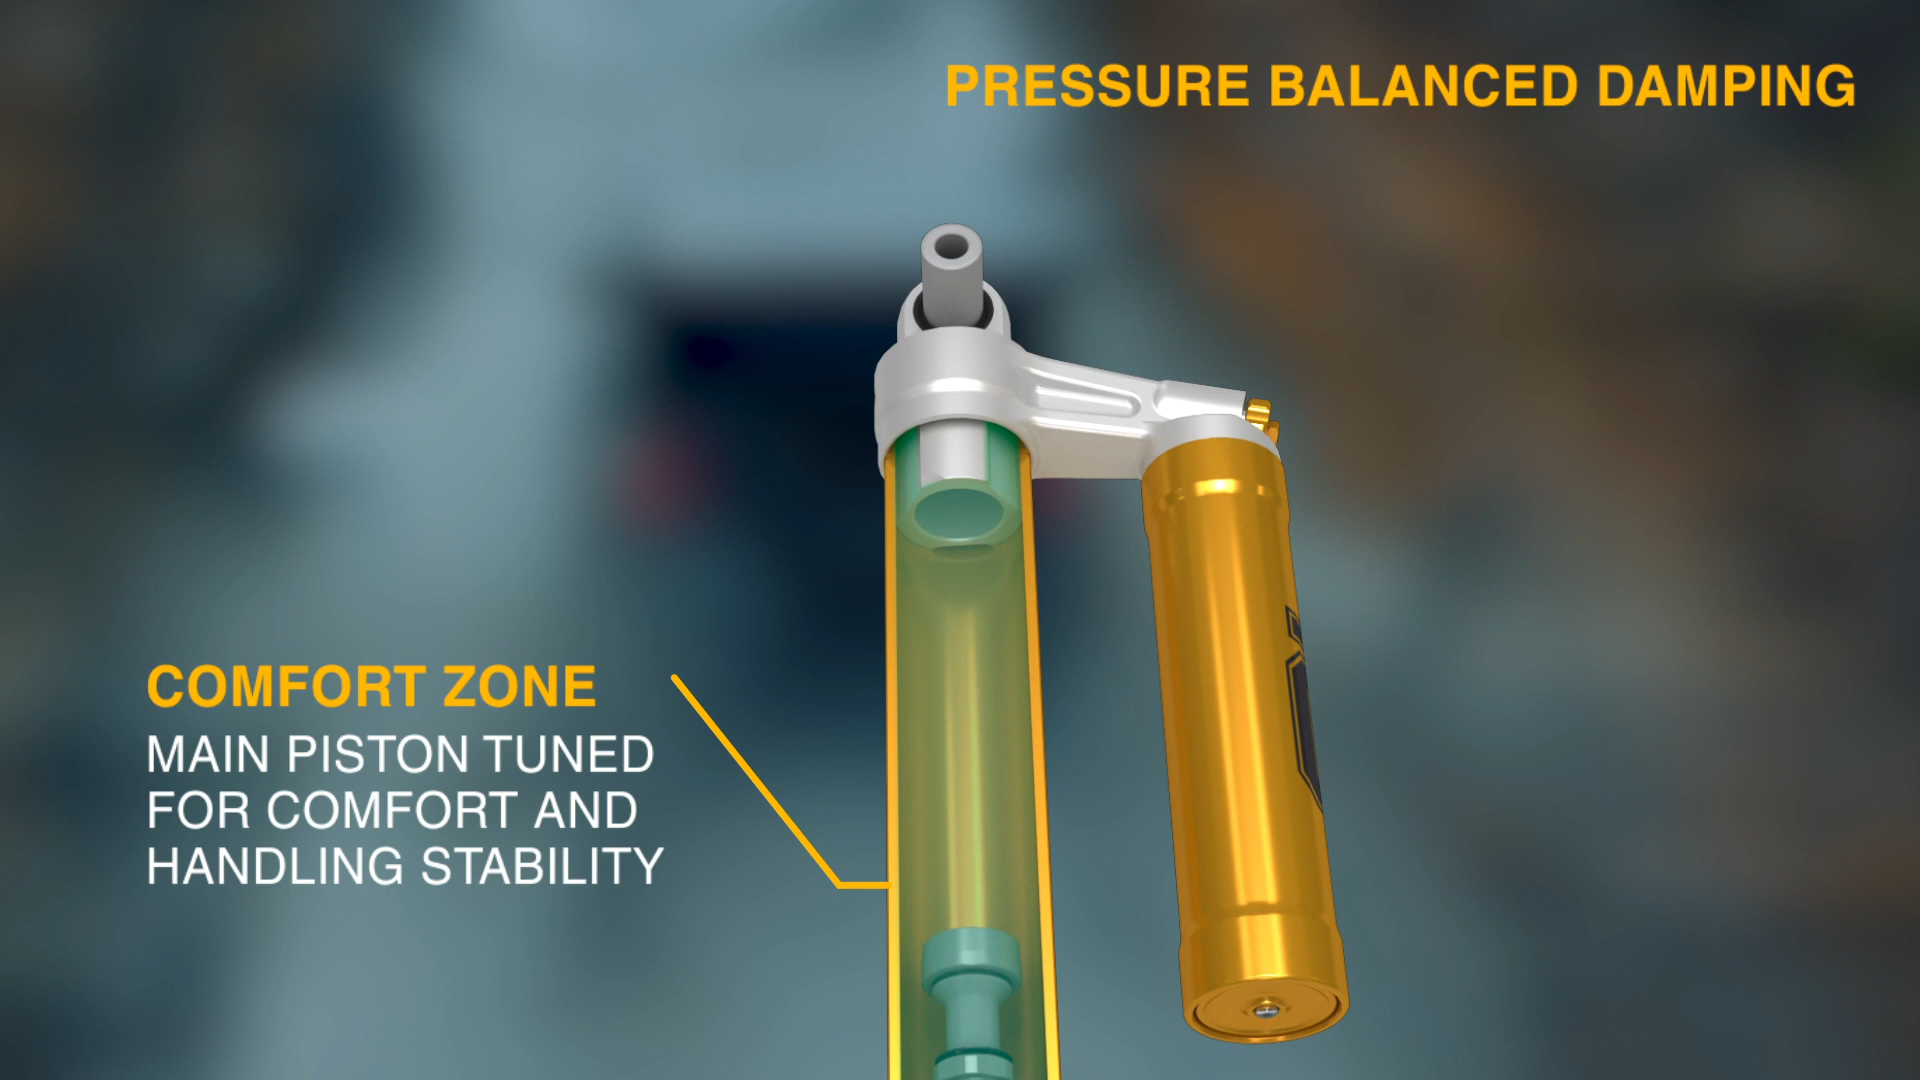 PRESSURE BALANCED DAMPING
COMFORT ZONE
MAIN PISTON TUNED
FOR COMFORT AND
HANDLING STABILITY